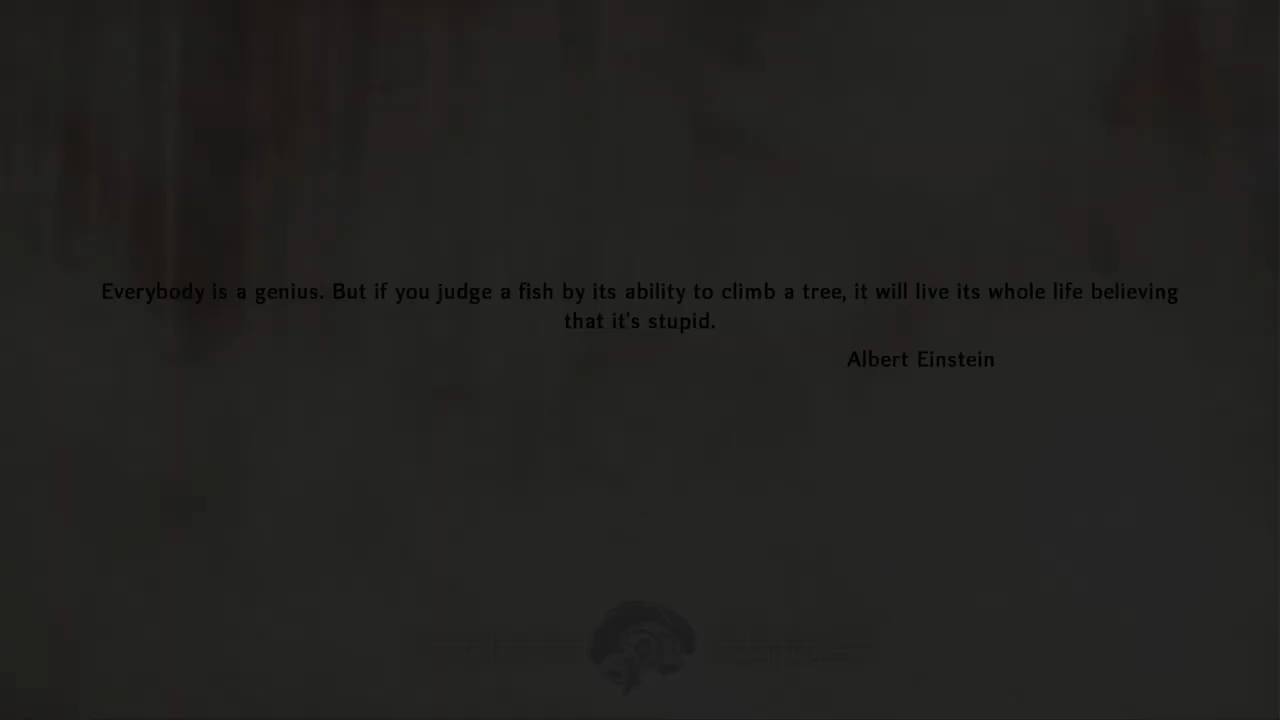 Everybody is a genius. But if you judge a fish by its ability to climb a tree, it will live its whole life believing
that it's stupid.
Albert Einstein